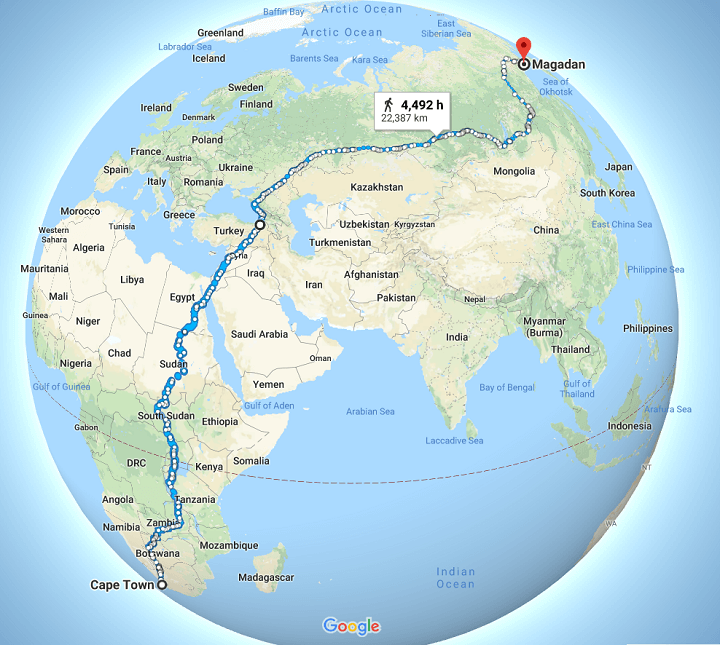 Baffin Bay
Arctic Ocean
Greenland
Arctic Ocean
East
Siberian Sea
Labrador Sea
Iceland
Barents Sea
Kara Sea
Magadan
Sea of
Okhotsk
Sweden
Finland
4,492 h
22,387 km
Ireland
Denmark
Poland
France
Austria
Ukraine
Spain
Italy
Romania
Mongolia
Japan
Kazakhstan
South Korea
Morocco
Tunisia
Greece
Turkey
Uzbekistan
Kyrgyzstan
East China Sea
Western
Sahara
Algeria
Syria
Turkmenistan
China
Iraq
Iran
Afghanistan
Mauritania
Libya
Egypt
Pakistan
Philippine Sea
Mali
Nepal
Guinea
Niger
Saudi Arabia
India
Myanmar
(Burma)
Philippines
Chad
Oman
Thailand
Nigeria
Sudan
Yemen
Gulf of Guinea
Gulf of Aden
Bay of Bengal
Gulf of
Thailand
South Sudan
Ethiopia
Arabian Sea
Arafura Sea
Gabon
Laccadive Sea
Indonesia
DRC
Kenya
Somalia
NT
Angola
Tanzania
Namibia
Zambia
WA
Botswana
Mozambique
Madagascar
Indian
Ocean
Cape Town
Google